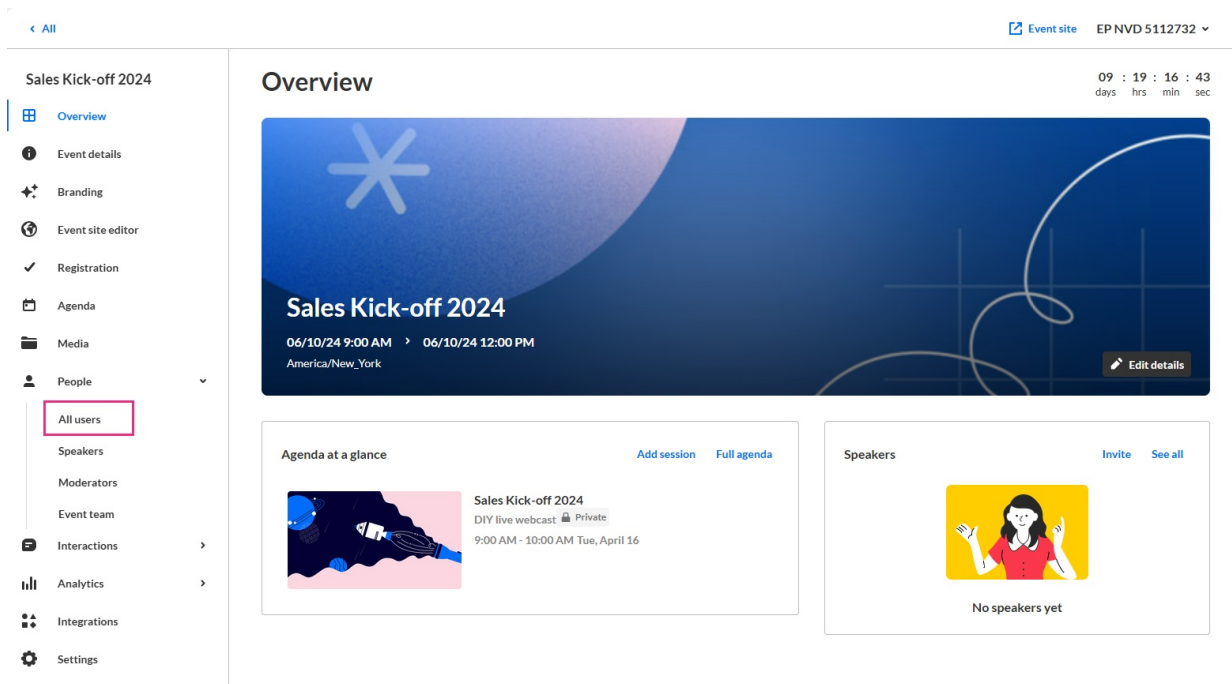 All
Event site
EP NVD 5112732
Sales Kick-off 2024
Overview
Event details
Branding
Event site editor
Registration
Agenda
Media
People
All users
Speakers
Moderators
Event team
Interactions
Analytics
Integrations
Settings
Overview
09 : 19 : 16 : 43
days hrs min sec
Sales Kick-off 2024
06/10/24 9:00 AM > 06/10/24 12:00 PM
America/New_York
Edit details
Agenda at a glance
Add session
Full agenda
Sales Kick-off 2024
DIY live webcast Private
9:00 AM - 10:00 AM Tue, April 16
Speakers
Invite
See all
No speakers yet